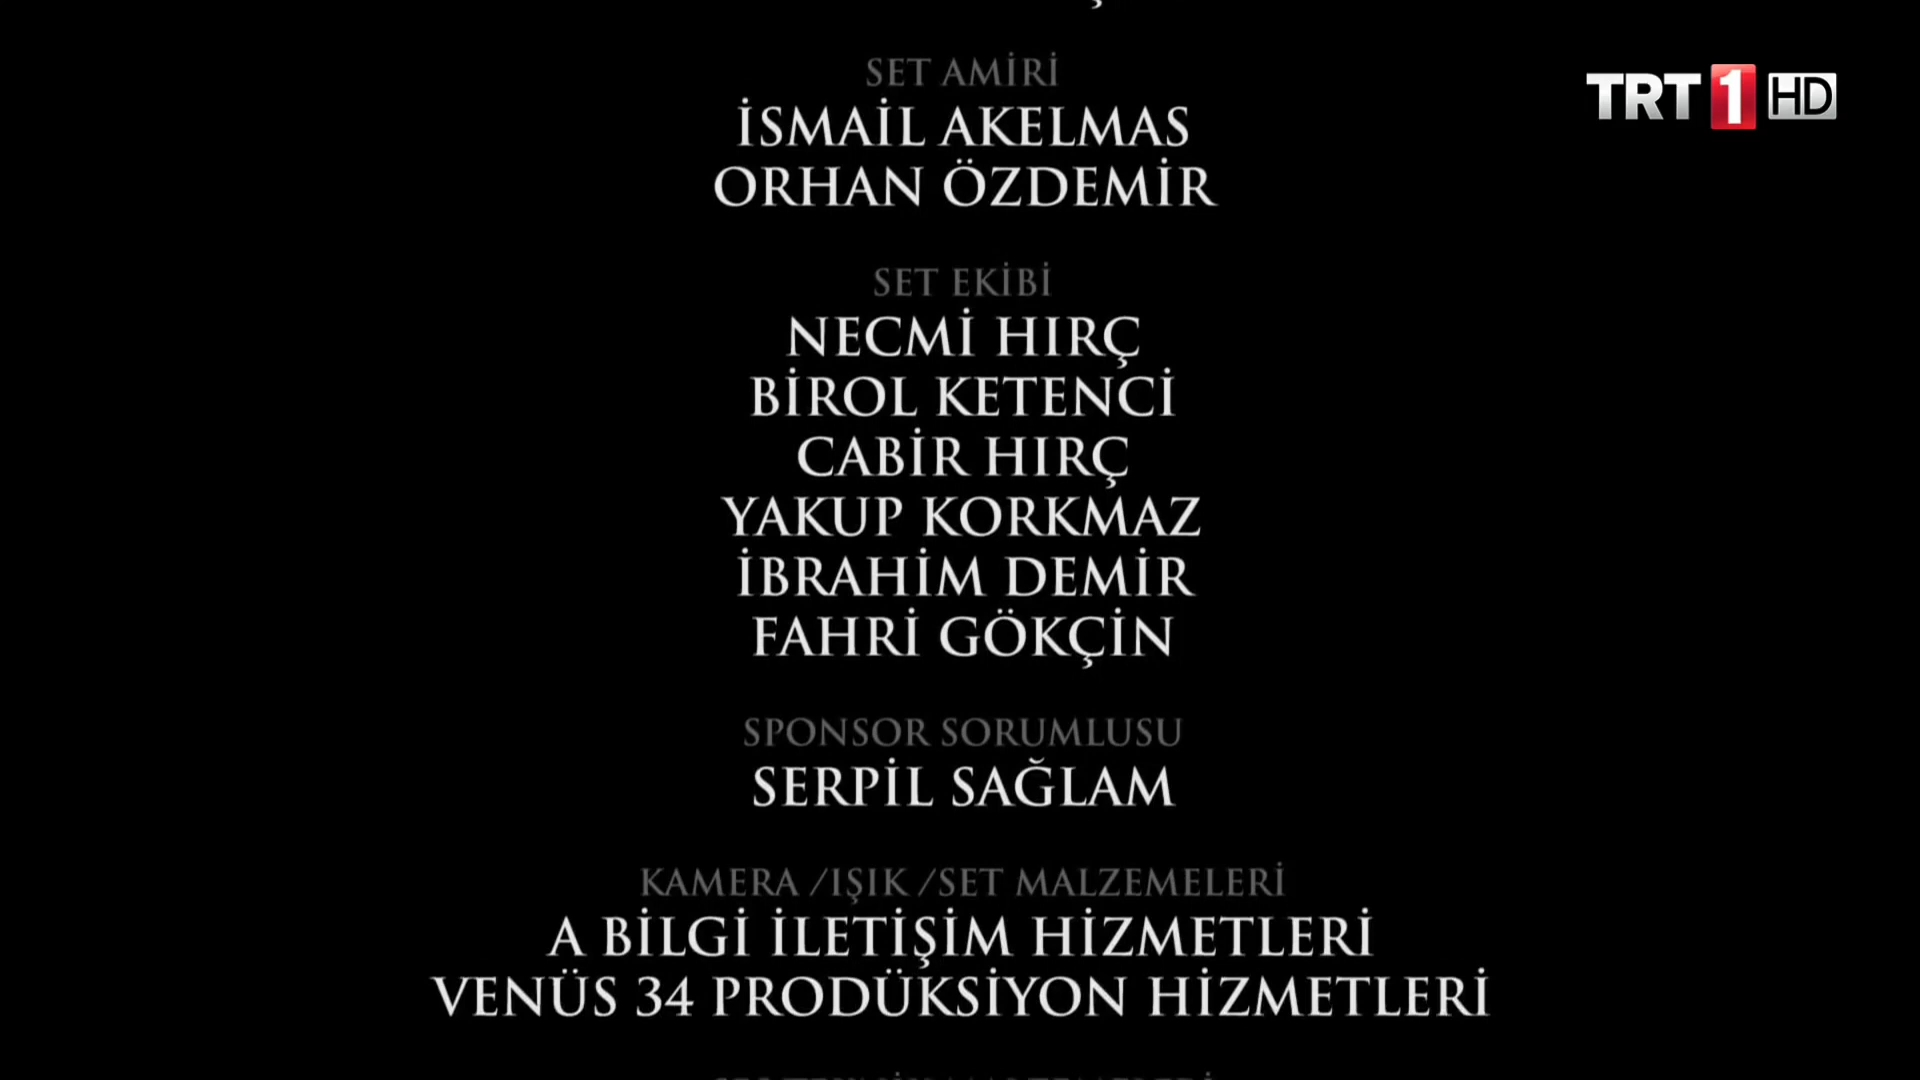 SET AMİRİ
İSMAİL AKELMAS
ORHAN ÖZDEMİR
TRT 1 HD
SET EKİBİ
NECMİ HIRÇ
BİROL KETENCİ
CABİR HIRÇ
YAKUP KORKMAZ
İBRAHİM DEMİR
FAHRİ GÖKÇİN
SPONSOR SORUMLUSU
SERPİL SAĞLAM
KAMERA /IŞIK /SET MALZEMELERİ
A BİLGİ İLETİŞİM HİZMETLERİ
VENÜS 34 PRODÜKSİYON HİZMETLERİ